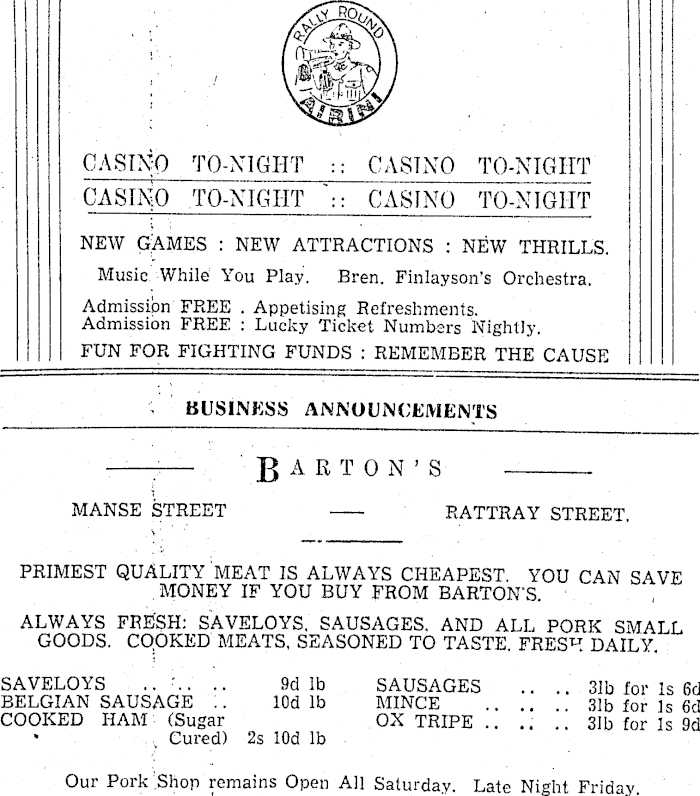 RALLY ROUND
AIRINI
CASINO TO-NIGHT :: CASINO TO-NIGHT
CASINO TO-NIGHT :: CASINO TO-NIGHT
NEW GAMES : NEW ATTRACTIONS : NEW THRILLS.
Music While You Play. Bren. Finlayson's Orchestra.
Admission FREE . Appetising Refreshments.
Admission FREE : Lucky Ticket Numbers Nightly.
FUN FOR FIGHTING FUNDS : REMEMBER THE CAUSE
BUSINESS ANNOUNCEMENTS
BARTON'S
MANSE STREET — RATTRAY STREET.
PRIMEST QUALITY MEAT IS ALWAYS CHEAPEST. YOU CAN SAVE
MONEY IF YOU BUY FROM BARTON'S.
ALWAYS FRESH: SAVELOYS, SAUSAGES, AND ALL PORK SMALL
GOODS. COOKED MEATS, SEASONED TO TASTE, FRESH DAILY.
SAVELOYS .. .. .. 9d lb
BELGIAN SAUSAGE .. 10d lb
COOKED HAM (Sugar
Cured) 2s 10d lb
SAUSAGES .. .. 3lb for 1s 6d
MINCE .. .. .. 3lb for 1s 6d
OX TRIPE .. .. .. 3lb for 1s 9d
Our Pork Shop remains Open All Saturday. Late Night Friday.